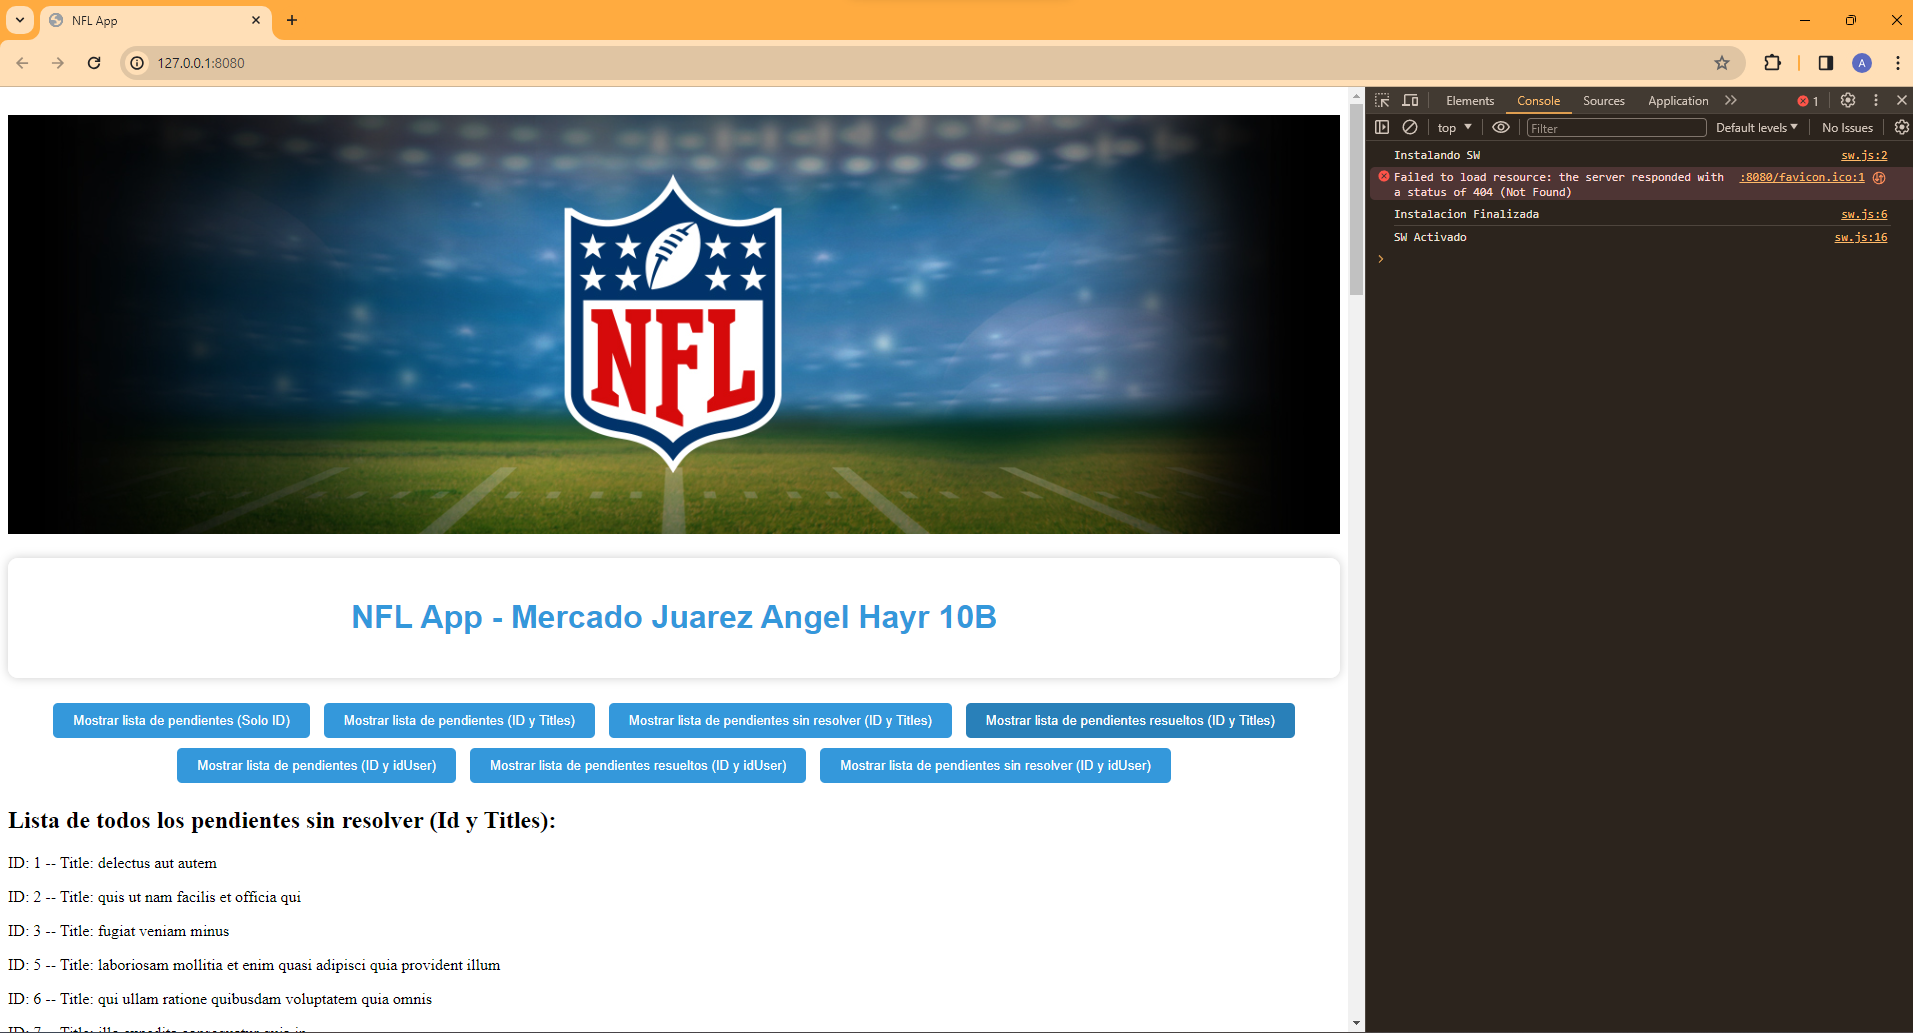 NFL App
127.0.0.1:8080
A
NFL
NFL App - Mercado Juarez Angel Hayr 10B
Mostrar lista de pendientes (Solo ID)
Mostrar lista de pendientes (ID y Titles)
Mostrar lista de pendientes sin resolver (ID y Titles)
Mostrar lista de pendientes resueltos (ID y Titles)
Mostrar lista de pendientes (ID y idUser)
Mostrar lista de pendientes resueltos (ID y idUser)
Mostrar lista de pendientes sin resolver (ID y idUser)
Lista de todos los pendientes sin resolver (Id y Titles):
ID: 1 -- Title: delectus aut autem
ID: 2 -- Title: quis ut nam facilis et officia qui
ID: 3 -- Title: fugiat veniam minus
ID: 5 -- Title: laboriosam mollitia et enim quasi adipisci quia provident illum
ID: 6 -- Title: qui ullam ratione quibusdam voluptatem quia omnis
ID: 7 -- Title: illo expedita consequatur quia in
Elements Console Sources Application 1
top Filter Default levels No Issues
Instalando SW sw.js:2
Failed to load resource: the server responded with :8080/favicon.ico:1
a status of 404 (Not Found)
Instalacion Finalizada sw.js:6
SW Activado sw.js:16